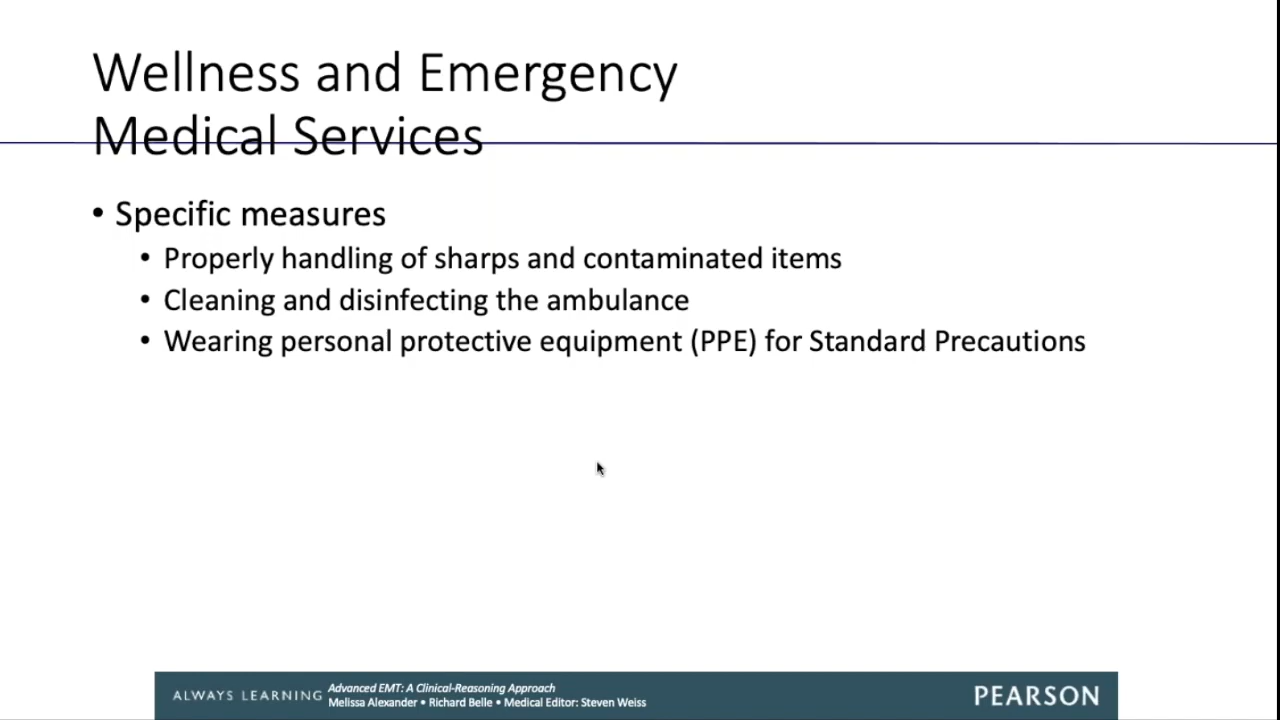 Wellness and Emergency
Medical Services
• Specific measures
• Properly handling of sharps and contaminated items
• Cleaning and disinfecting the ambulance
• Wearing personal protective equipment (PPE) for Standard Precautions
ALWAYS LEARNING
Advanced EMT: A Clinical-Reasoning Approach
Melissa Alexander • Richard Belle • Medical Editor: Steven Weiss
PEARSON